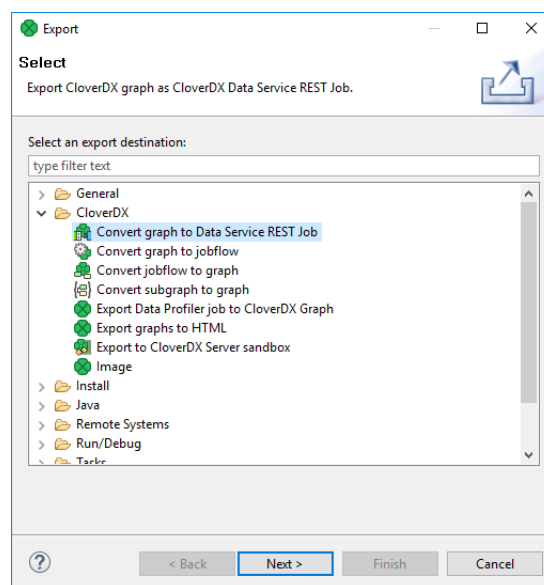 Export
Select
Export CloverDX graph as CloverDX Data Service REST Job.
Select an export destination:
type filter text
General
CloverDX
Convert graph to Data Service REST Job
Convert graph to jobflow
Convert jobflow to graph
Convert subgraph to graph
Export Data Profiler job to CloverDX Graph
Export graphs to HTML
Export to CloverDX Server sandbox
Image
Install
Java
Remote Systems
Run/Debug
Tasks
< Back Next > Finish Cancel